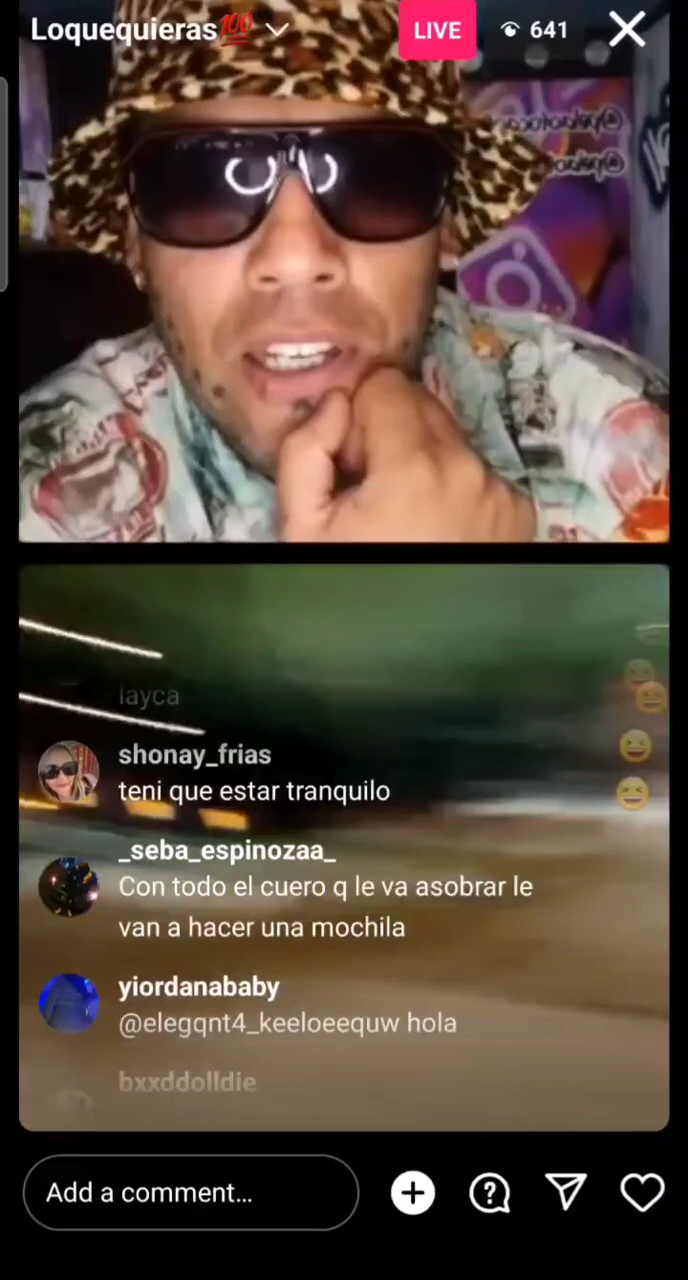 Loquequieras💯
LIVE
641
layca
shonay_frias
teni que estar tranquilo
_seba_espinozaa_
Con todo el cuero q le va asobrar le
van a hacer una mochila
yiordanababy
@elegqnt4_keeloeequw hola
bxxddolldie
Add a comment...